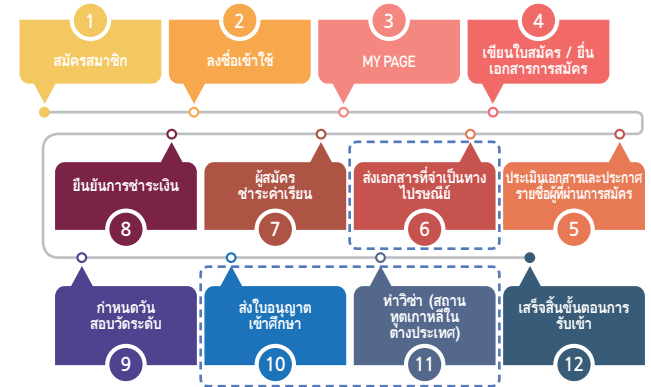 1
สมัครสมาชิก
2
ลงชื่อเข้าใช้
3
MY PAGE
4
เขียนใบสมัคร / ยื่น
เอกสารการสมัคร
ประเมินเอกสารและประกาศ
รายชื่อผู้ที่ผ่านการสมัคร
5
ส่งเอกสารที่จำเป็นทาง
ไปรษณีย์
6
ผู้สมัคร
ชำระค่าเรียน
7
ยืนยันการชำระเงิน
8
กำหนดวัน
สอบวัดระดับ
9
ส่งใบอนุญาต
เข้าศึกษา
10
ทำวีซ่า (สถาน
ทูตเกาหลีใน
ต่างประเทศ)
11
เสร็จสิ้นขั้นตอนการ
รับเข้า
12